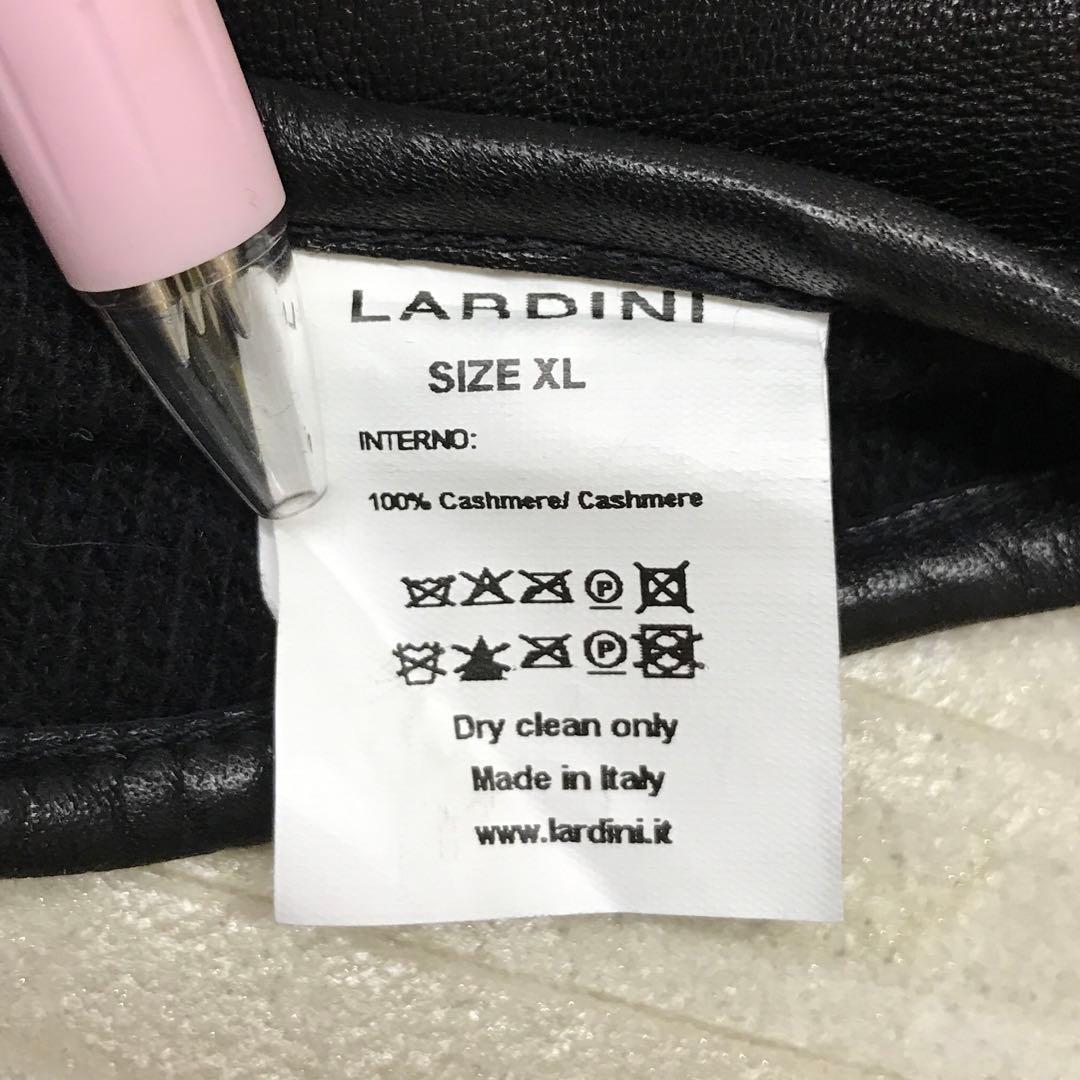 LARDINI
SIZE XL
INTERNO:
100% Cashmere/ Cashmere
P
P
Dry clean only
Made in Italy
www.lardini.it